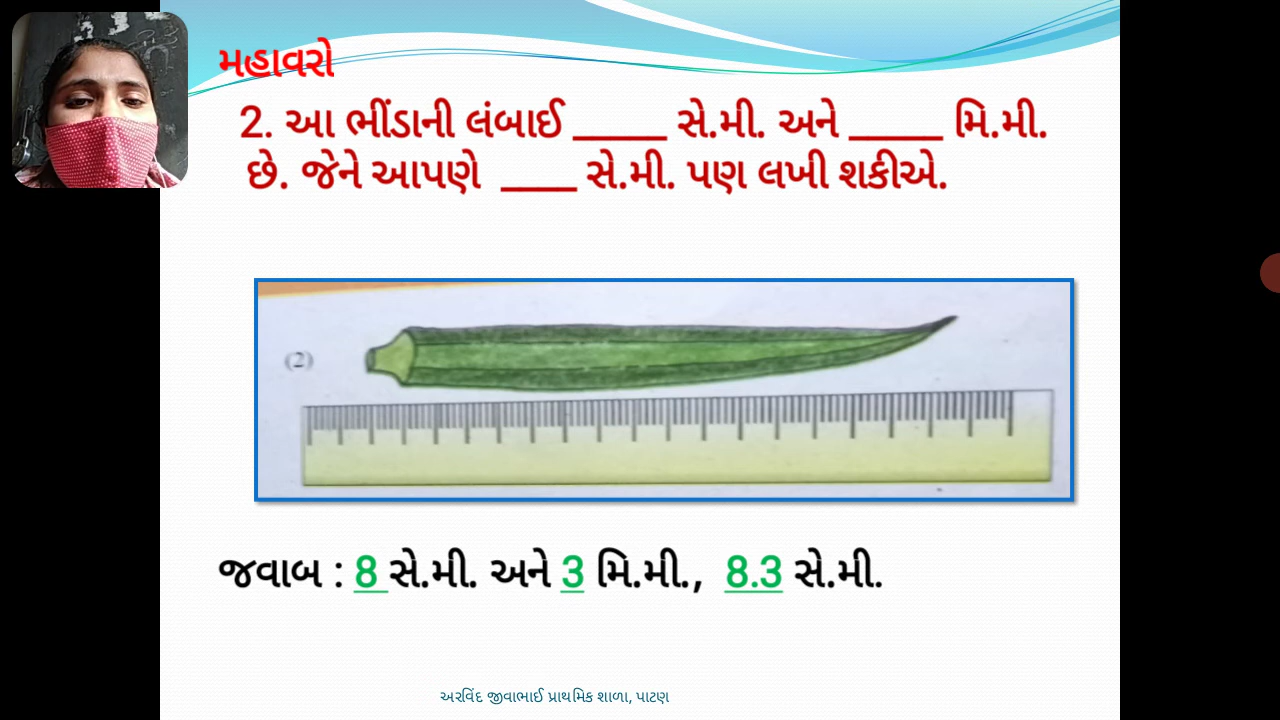 મહાવરો
2. આ ભીંડાની લંબાઈ _____ સે.મી. અને _____ મિ.મી.
છે. જેને આપણે ____ સે.મી. પણ લખી શકીએ.
(2)
જવાબ : 8 સે.મી. અને 3 મિ.મી., 8.3 સે.મી.
અરવિંદ જીવાભાઈ પ્રાથમિક શાળા, પાટણ